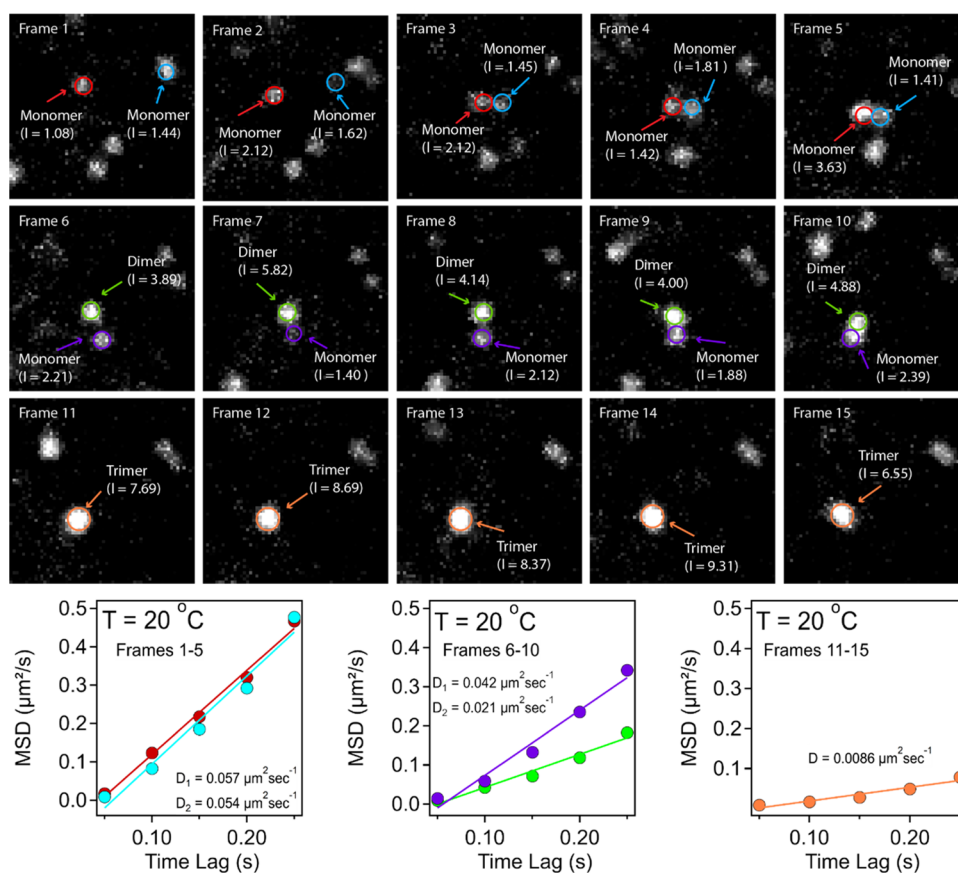 Frame 1
Monomer
(I = 1.08)
Monomer
(I = 1.44)
Frame 2
Monomer
(I = 2.12)
Monomer
(I = 1.62)
Frame 3
Monomer
(I = 1.45)
Monomer
(I = 2.12)
Frame 4
Monomer
(I = 1.81)
Monomer
(I = 1.42)
Frame 5
Monomer
(I = 1.41)
Monomer
(I = 3.63)
Frame 6
Dimer
(I = 3.89)
Monomer
(I = 2.21)
Frame 7
Dimer
(I = 5.82)
Monomer
(I = 1.40 )
Frame 8
Dimer
(I = 4.14)
Monomer
(I = 2.12)
Frame 9
Dimer
(I = 4.00)
Monomer
(I = 1.88)
Frame 10
Dimer
(I = 4.88)
Monomer
(I = 2.39)
Frame 11
Trimer
(I = 7.69)
Frame 12
Trimer
(I = 8.69)
Frame 13
Trimer
(I = 8.37)
Frame 14
Trimer
(I = 9.31)
Frame 15
Trimer
(I = 6.55)
T = 20 °C
Frames 1-5
D₁ = 0.057 µm²sec⁻¹
D₂ = 0.054 µm²sec⁻¹
MSD (µm²/s)
0.5
0.4
0.3
0.2
0.1
0.0
0.10
0.20
Time Lag (s)
T = 20 °C
Frames 6-10
D₁ = 0.042 µm²sec⁻¹
D₂ = 0.021 µm²sec⁻¹
MSD (µm²/s)
0.5
0.4
0.3
0.2
0.1
0.0
0.10
0.20
Time Lag (s)
T = 20 °C
Frames 11-15
D = 0.0086 µm²sec⁻¹
MSD (µm²/s)
0.5
0.4
0.3
0.2
0.1
0.10
0.20
Time Lag (s)